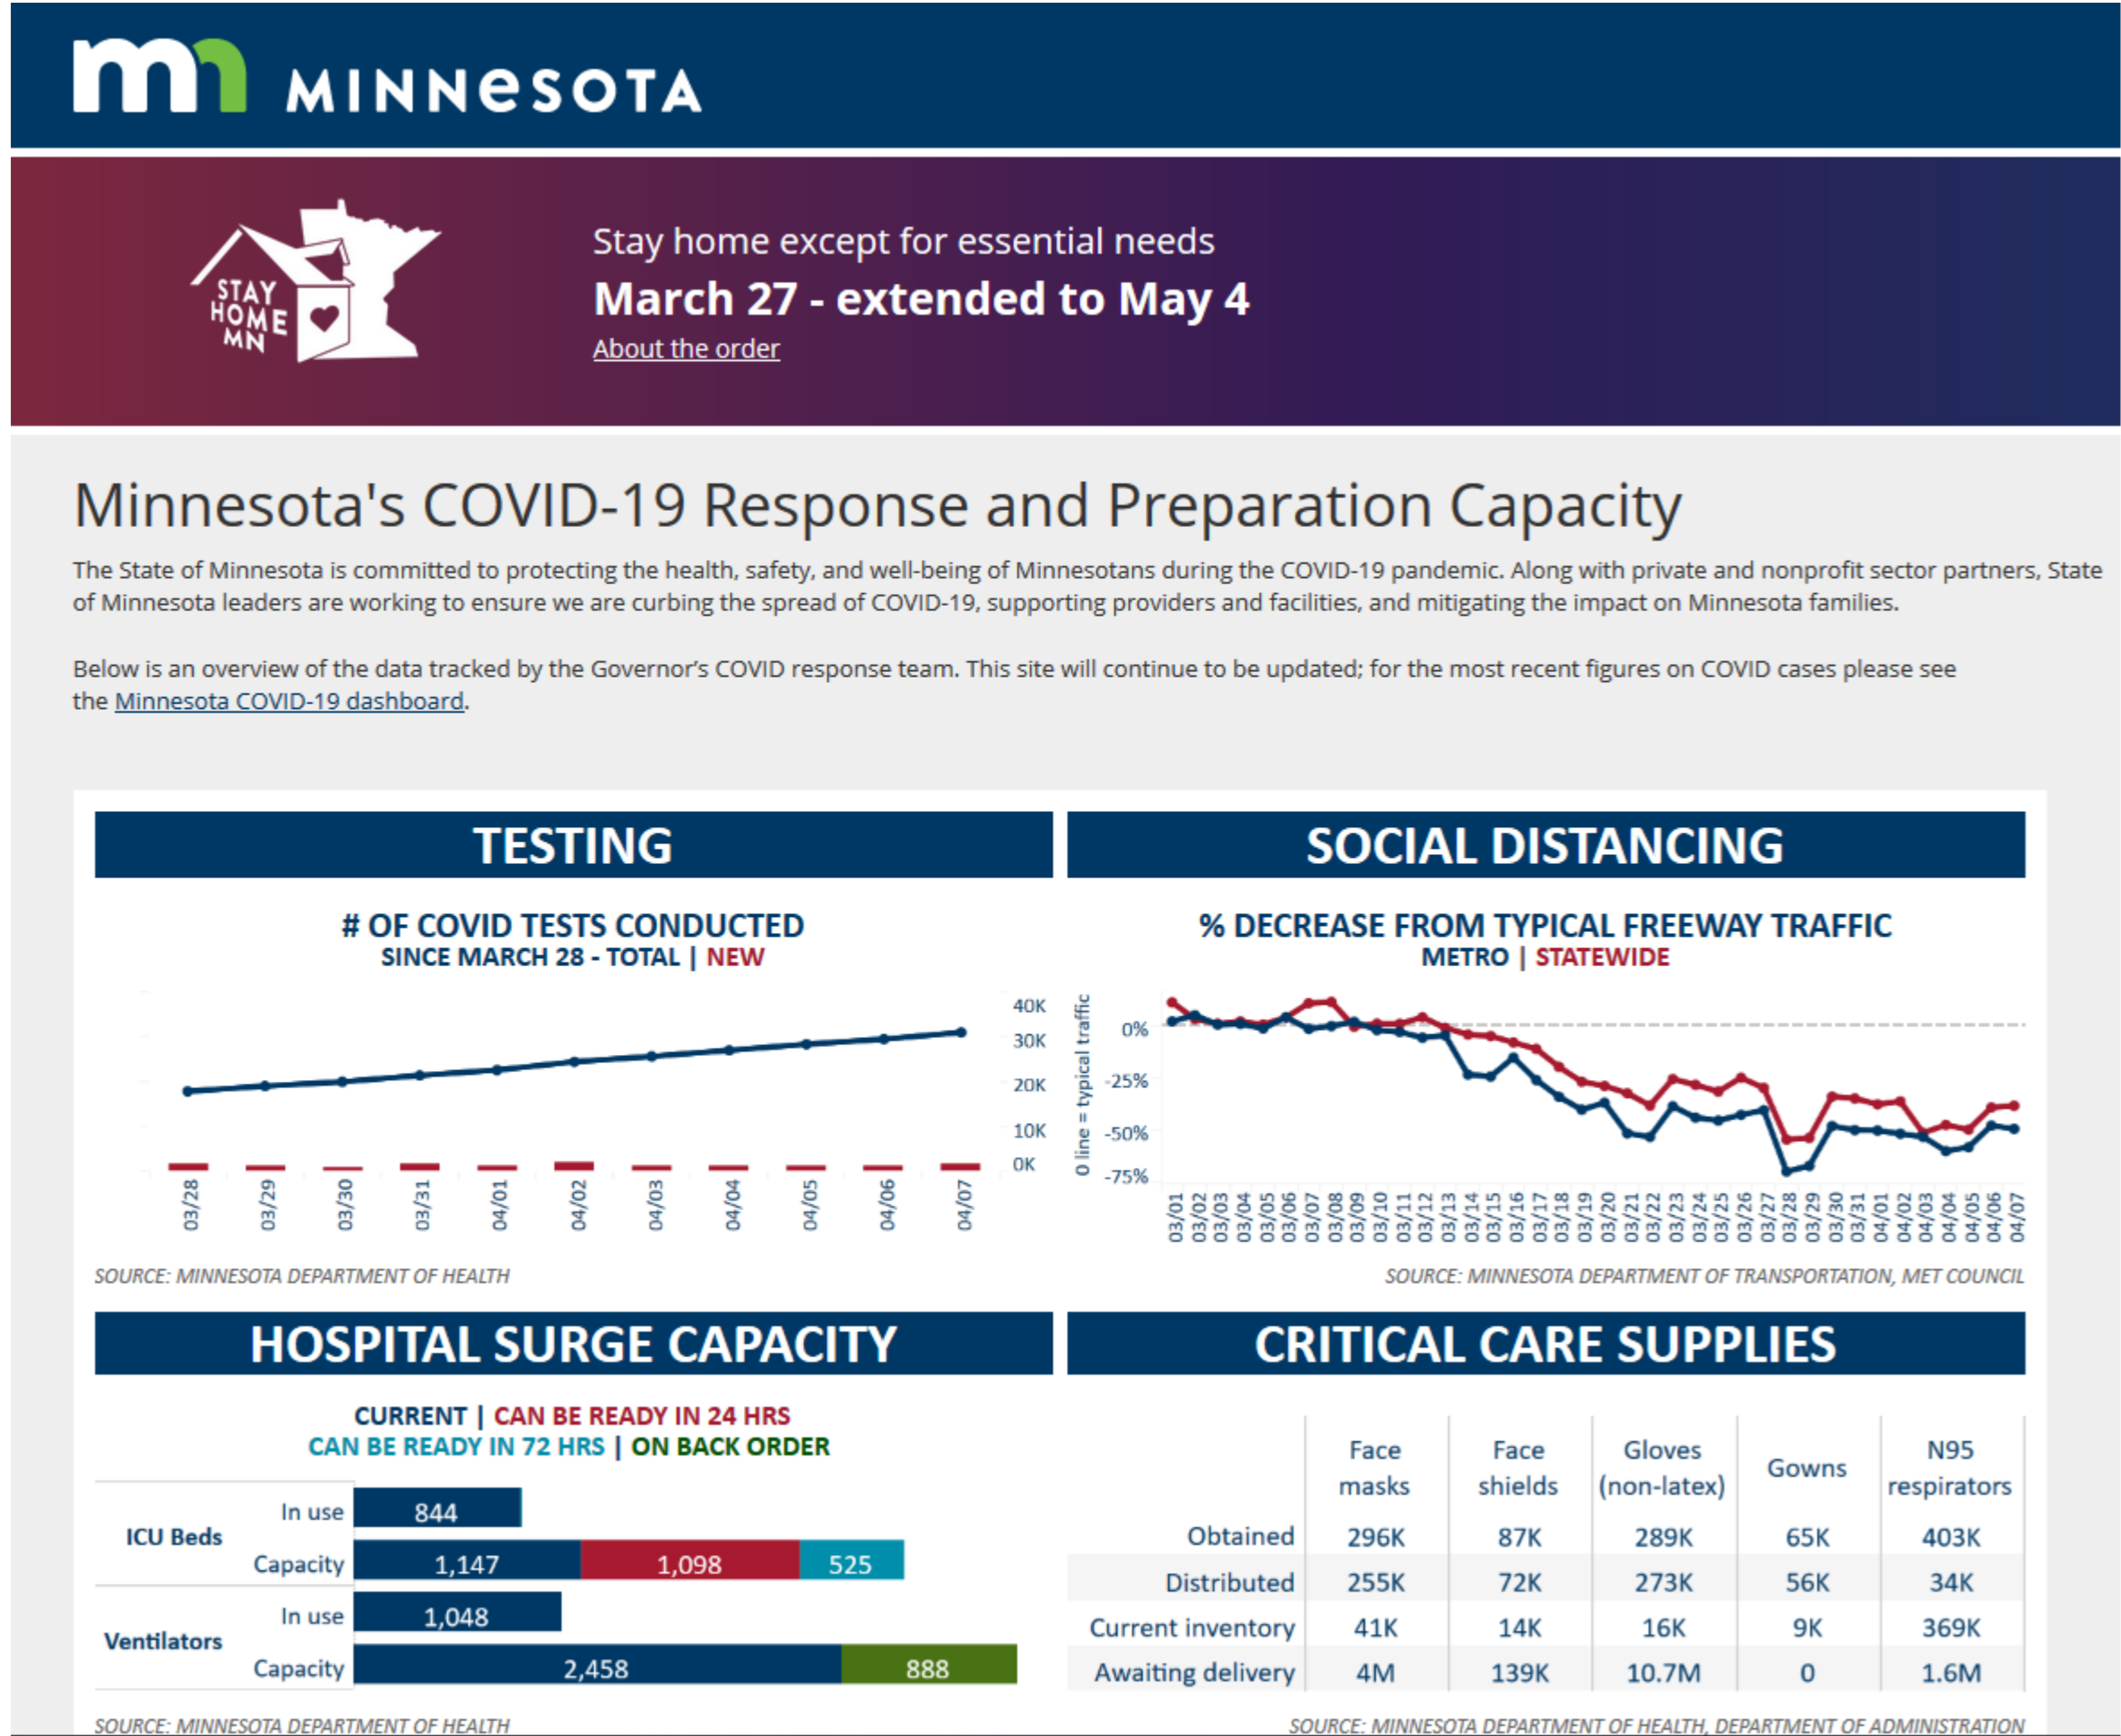 mn MINNESOTA
STAY
HOME
MN
Stay home except for essential needs
March 27 - extended to May 4
About the order
Minnesota's COVID-19 Response and Preparation Capacity
The State of Minnesota is committed to protecting the health, safety, and well-being of Minnesotans during the COVID-19 pandemic. Along with private and nonprofit sector partners, State
of Minnesota leaders are working to ensure we are curbing the spread of COVID-19, supporting providers and facilities, and mitigating the impact on Minnesota families.
Below is an overview of the data tracked by the Governor's COVID response team. This site will continue to be updated; for the most recent figures on COVID cases please see
the Minnesota COVID-19 dashboard.
TESTING
# OF COVID TESTS CONDUCTED
SINCE MARCH 28 - TOTAL | NEW
40K
30K
20K
10K
0K
03/28 03/29 03/30 03/31 04/01 04/02 04/03 04/04 04/05 04/06 04/07
SOURCE: MINNESOTA DEPARTMENT OF HEALTH
SOCIAL DISTANCING
% DECREASE FROM TYPICAL FREEWAY TRAFFIC
METRO | STATEWIDE
0 line = typical traffic
0%
-25%
-50%
-75%
03/01 03/02 03/03 03/04 03/05 03/06 03/07 03/08 03/09 03/10 03/11 03/12 03/13 03/14 03/15 03/16 03/17 03/18 03/19 03/20 03/21 03/22 03/23 03/24 03/25 03/26 03/27 03/28 03/29 03/30 03/31 04/01 04/02 04/03 04/04 04/05 04/06 04/07
SOURCE: MINNESOTA DEPARTMENT OF TRANSPORTATION, MET COUNCIL
HOSPITAL SURGE CAPACITY
CURRENT | CAN BE READY IN 24 HRS
CAN BE READY IN 72 HRS | ON BACK ORDER
ICU Beds
In use 844
Capacity 1,147 1,098 525
Ventilators
In use 1,048
Capacity 2,458 888
SOURCE: MINNESOTA DEPARTMENT OF HEALTH
CRITICAL CARE SUPPLIES
Face masks Face shields Gloves (non-latex) Gowns N95 respirators
Obtained 296K 87K 289K 65K 403K
Distributed 255K 72K 273K 56K 34K
Current inventory 41K 14K 16K 9K 369K
Awaiting delivery 4M 139K 10.7M 0 1.6M
SOURCE: MINNESOTA DEPARTMENT OF HEALTH, DEPARTMENT OF ADMINISTRATION